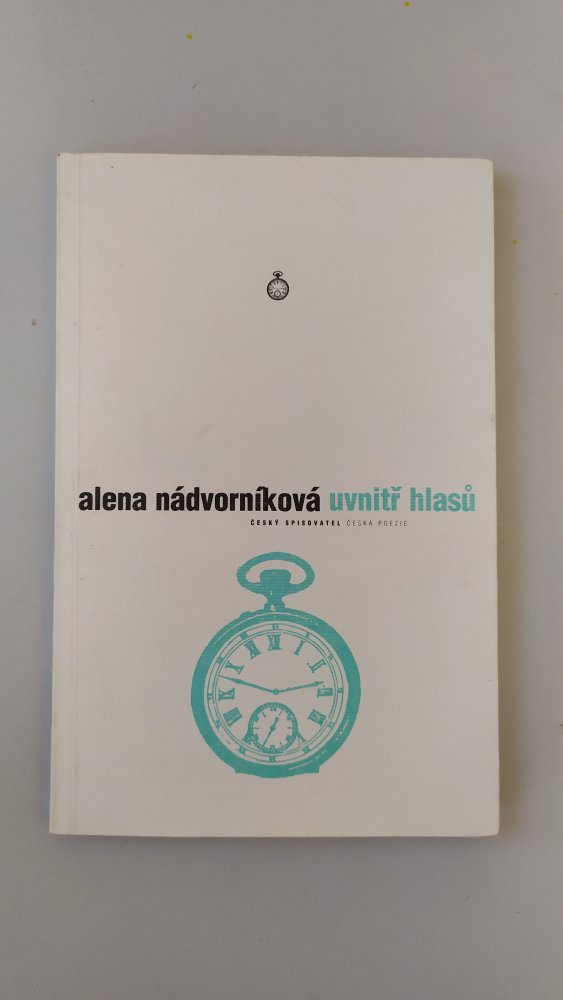 alena nádvorníková uvnitř hlasů
ČESKÝ SPISOVATEL ČESKÁ POEZIE